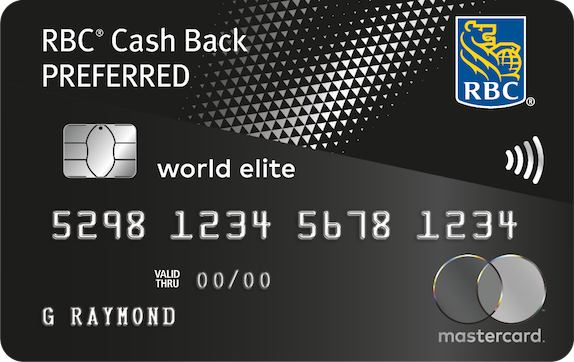 RBC® Cash Back
PREFERRED
RBC®
world elite
5298 1234 5678 1234
VALID
THRU 00/00
G RAYMOND
mastercard.